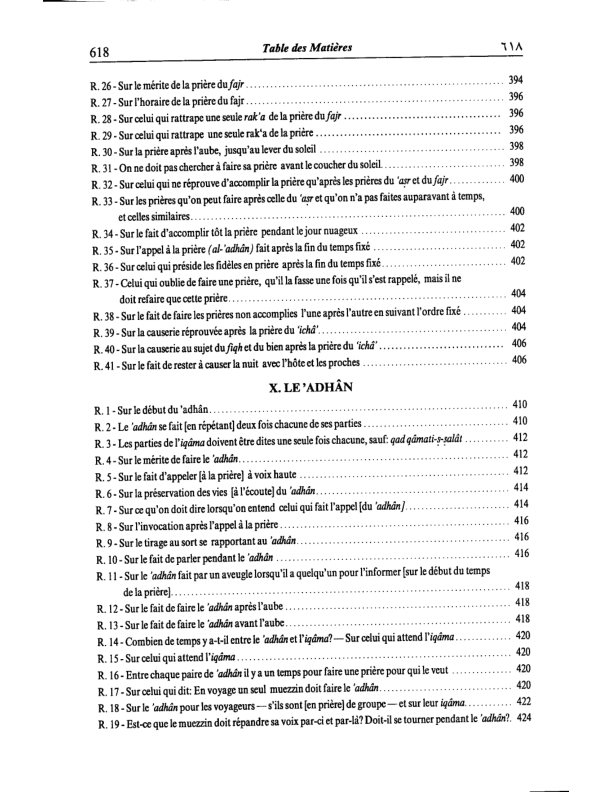 618 Table des Matières ٦١٨
R. 26 - Sur le mérite de la prière du fajr 394
R. 27 - Sur l'horaire de la prière du fajr 396
R. 28 - Sur celui qui rattrape une seule rak'a de la prière du fajr 396
R. 29 - Sur celui qui rattrape une seule rak'a de la prière 396
R. 30 - Sur la prière après l'aube, jusqu'au lever du soleil 398
R. 31 - On ne doit pas chercher à faire sa prière avant le coucher du soleil 398
R. 32 - Sur celui qui ne réprouve d'accomplir la prière qu'après les prières du 'aṣr et du fajr 400
R. 33 - Sur les prières qu'on peut faire après celle du 'aṣr et qu'on n'a pas faites auparavant à temps,
et celles similaires 400
R. 34 - Sur le fait d'accomplir tôt la prière pendant le jour nuageux 402
R. 35 - Sur l'appel à la prière (al-'adhân) fait après la fin du temps fixé 402
R. 36 - Sur celui qui préside les fidèles en prière après la fin du temps fixé 402
R. 37 - Celui qui oublie de faire une prière, qu'il la fasse une fois qu'il s'est rappelé, mais il ne
doit refaire que cette prière 404
R. 38 - Sur le fait de faire les prières non accomplies l'une après l'autre en suivant l'ordre fixé 404
R. 39 - Sur la causerie réprouvée après la prière du 'ichâ' 404
R. 40 - Sur la causerie au sujet du fiqh et du bien après la prière du 'ichâ' 406
R. 41 - Sur le fait de rester à causer la nuit avec l'hôte et les proches 406
X. LE 'ADHÂN
R. 1 - Sur le début du 'adhân 410
R. 2 - Le 'adhân se fait [en répétant] deux fois chacune de ses parties 410
R. 3 - Les parties de l'iqâma doivent être dites une seule fois chacune, sauf: qad qâmati-ṣ-ṣalât 412
R. 4 - Sur le mérite de faire le 'adhân 412
R. 5 - Sur le fait d'appeler [à la prière] à voix haute 412
R. 6 - Sur la préservation des vies [à l'écoute] du 'adhân 414
R. 7 - Sur ce qu'on doit dire lorsqu'on entend celui qui fait l'appel [du 'adhân] 414
R. 8 - Sur l'invocation après l'appel à la prière 416
R. 9 - Sur le tirage au sort se rapportant au 'adhân 416
R. 10 - Sur le fait de parler pendant le 'adhân 416
R. 11 - Sur le 'adhân fait par un aveugle lorsqu'il a quelqu'un pour l'informer [sur le début du temps
de la prière] 418
R. 12 - Sur le fait de faire le 'adhân après l'aube 418
R. 13 - Sur le fait de faire le 'adhân avant l'aube 418
R. 14 - Combien de temps y a-t-il entre le 'adhân et l'iqâma? — Sur celui qui attend l'iqâma 420
R. 15 - Sur celui qui attend l'iqâma 420
R. 16 - Entre chaque paire de 'adhân il y a un temps pour faire une prière pour qui le veut 420
R. 17 - Sur celui qui dit: En voyage un seul muezzin doit faire le 'adhân 420
R. 18 - Sur le 'adhân pour les voyageurs — s'ils sont [en prière] de groupe — et sur leur iqâma 422
R. 19 - Est-ce que le muezzin doit répandre sa voix par-ci et par-là? Doit-il se tourner pendant le 'adhân?. 424